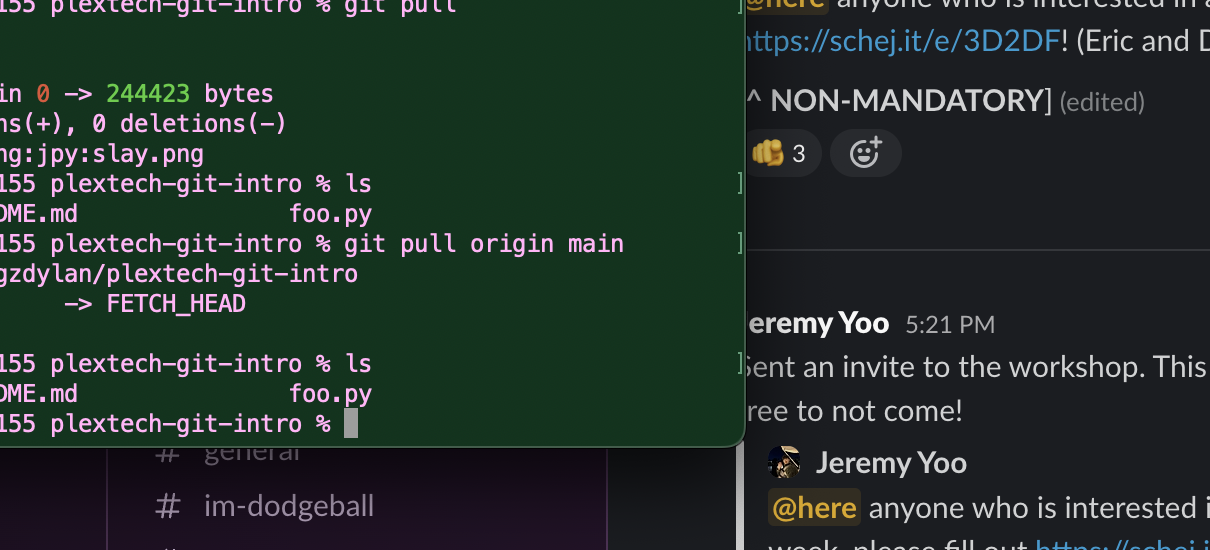 155 plextech-git-intro % git pull ]
in 0 -> 244423 bytes
ns(+), 0 deletions(-)
ng:jpy:slay.png
155 plextech-git-intro % ls ]
OME.md foo.py
155 plextech-git-intro % git pull origin main ]
gzdylan/plextech-git-intro
-> FETCH_HEAD
155 plextech-git-intro % ls ]
OME.md foo.py
155 plextech-git-intro %
# general
# im-dodgeball
@here anyone who is interested in a
https://schej.it/e/3D2DF! (Eric and D
^ NON-MANDATORY] (edited)
3
Jeremy Yoo 5:21 PM
Sent an invite to the workshop. This
ree to not come!
Jeremy Yoo
@here anyone who is interested i
week, please fill out https://schej.i